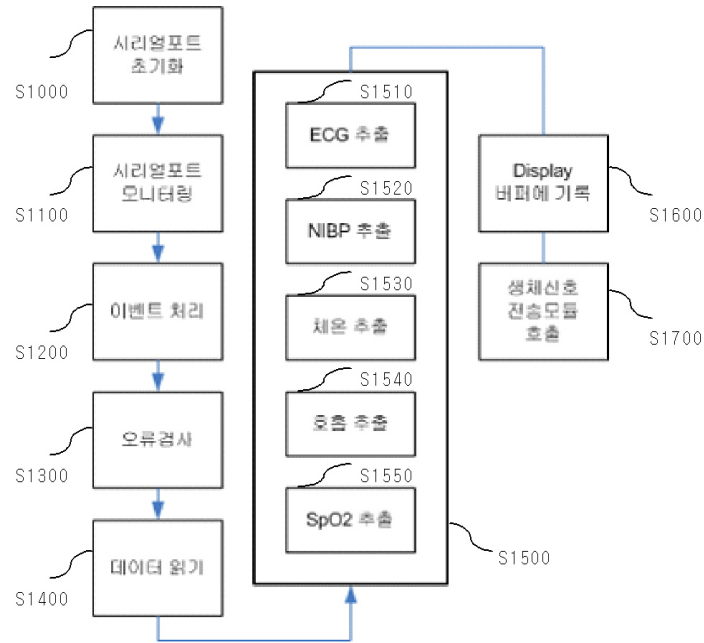 시리얼포트
초기화
S1000
시리얼포트
모니터링
S1100
이벤트 처리
S1200
오류검사
S1300
데이터 읽기
S1400
S1510
ECG 추출
S1520
NIBP 추출
S1530
체온 추출
S1540
호흡 추출
S1550
SpO2 추출
S1500
Display
버퍼에 기록
S1600
생체신호
전송모듈
호출
S1700